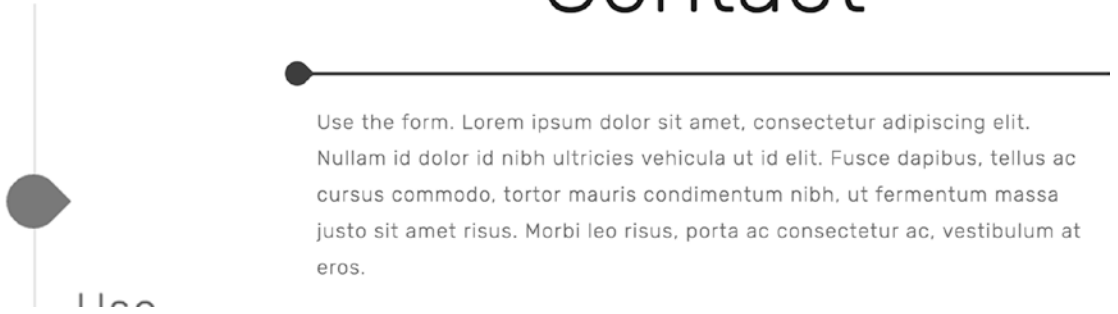 Contact
Use the form. Lorem ipsum dolor sit amet, consectetur adipiscing elit.
Nullam id dolor id nibh ultricies vehicula ut id elit. Fusce dapibus, tellus ac
cursus commodo, tortor mauris condimentum nibh, ut fermentum massa
justo sit amet risus. Morbi leo risus, porta ac consectetur ac, vestibulum at
eros.
Use